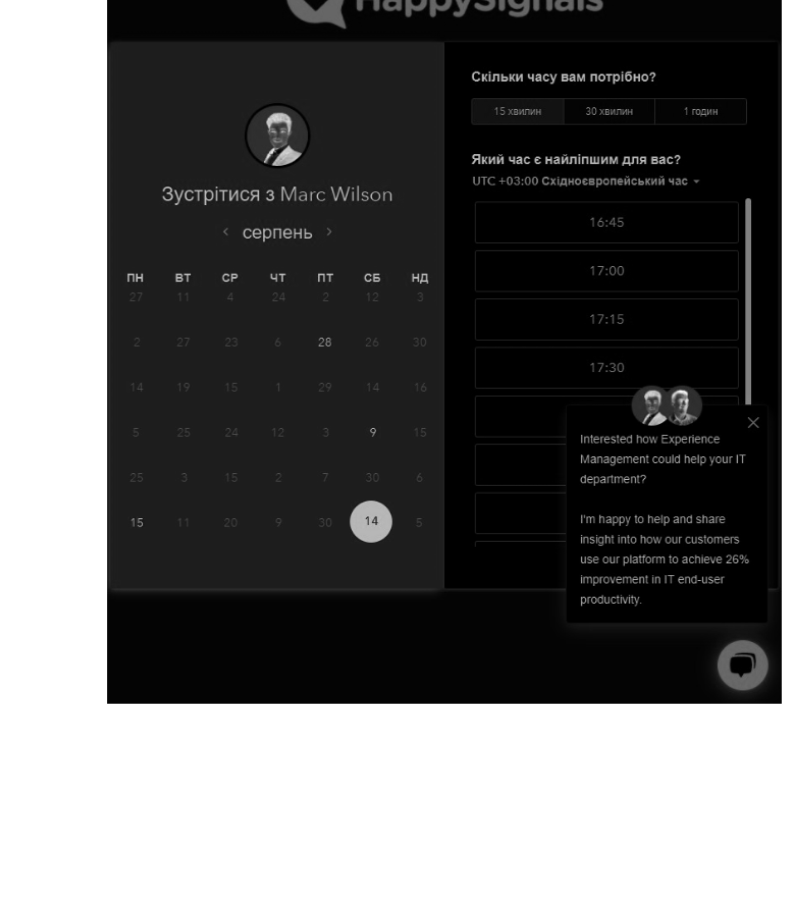 HappySignals
Зустрітися з Marc Wilson
серпень
ПН ВТ СР ЧТ ПТ СБ НД
27 11 4 24 2 12 3
2 27 23 6 28 26 30
14 19 15 1 29 14 16
5 25 24 12 3 9 15
25 3 15 2 7 30 6
15 11 20 9 30 14 5
Скільки часу вам потрібно?
15 хвилин 30 хвилин 1 годин
Який час є найліпшим для вас?
UTC +03:00 Східноєвропейський час
16:45
17:00
17:15
17:30
Interested how Experience
Management could help your IT
department?
I'm happy to help and share
insight into how our customers
use our platform to achieve 26%
improvement in IT end-user
productivity.